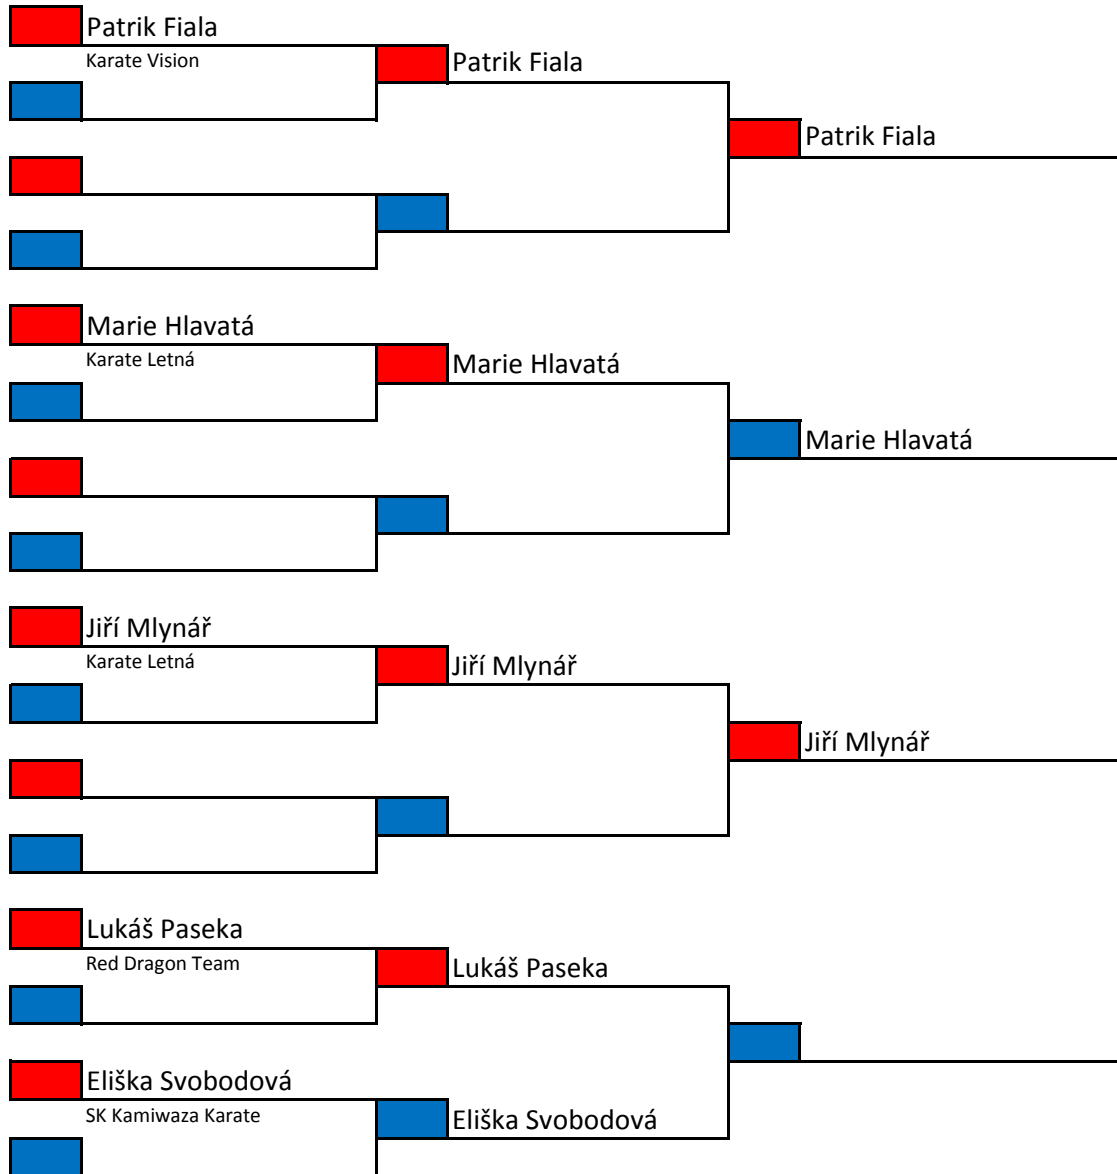 Patrik Fiala
Karate Vision
Patrik Fiala
Patrik Fiala
Marie Hlavatá
Karate Letná
Marie Hlavatá
Marie Hlavatá
Jiří Mlynář
Karate Letná
Jiří Mlynář
Jiří Mlynář
Lukáš Paseka
Red Dragon Team
Lukáš Paseka
Eliška Svobodová
SK Kamiwaza Karate
Eliška Svobodová